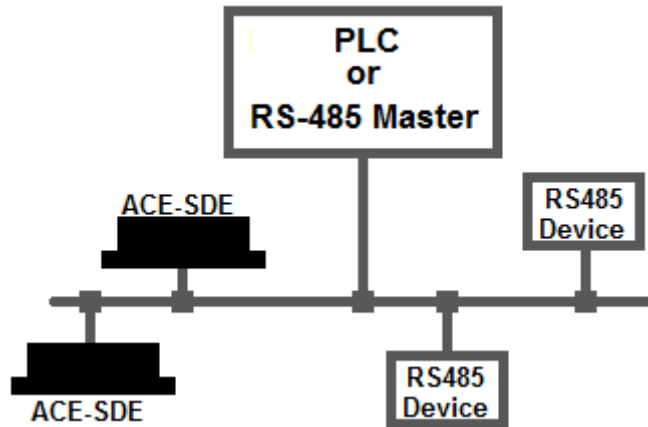 PLC
or
RS-485 Master
ACE-SDE
RS485
Device
ACE-SDE
RS485
Device